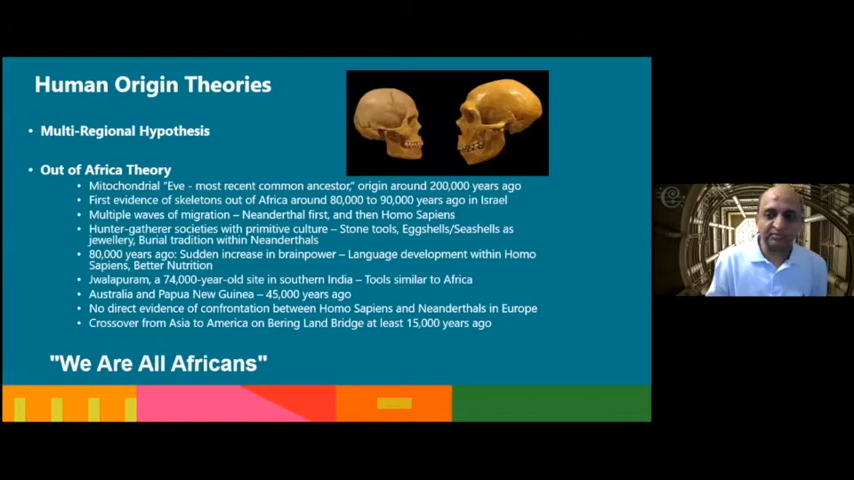 Human Origin Theories
• Multi-Regional Hypothesis
• Out of Africa Theory
• Mitochondrial "Eve - most recent common ancestor," origin around 200,000 years ago
• First evidence of skeletons out of Africa around 80,000 to 90,000 years ago in Israel
• Multiple waves of migration – Neanderthal first, and then Homo Sapiens
• Hunter-gatherer societies with primitive culture – Stone tools, Eggshells/Seashells as
jewellery, Burial tradition within Neanderthals
• 80,000 years ago: Sudden increase in brainpower – Language development within Homo
Sapiens, Better Nutrition
• Jwalapuram, a 74,000-year-old site in southern India – Tools similar to Africa
• Australia and Papua New Guinea – 45,000 years ago
• No direct evidence of confrontation between Homo Sapiens and Neanderthals in Europe
• Crossover from Asia to America on Bering Land Bridge at least 15,000 years ago
"We Are All Africans"